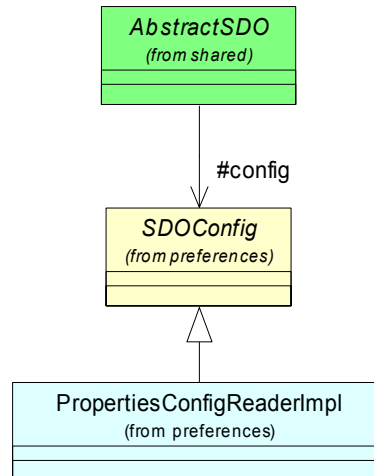 AbstractSDO
(from shared)
#config
SDOConfig
(from preferences)
PropertiesConfigReaderImpl
(from preferences)